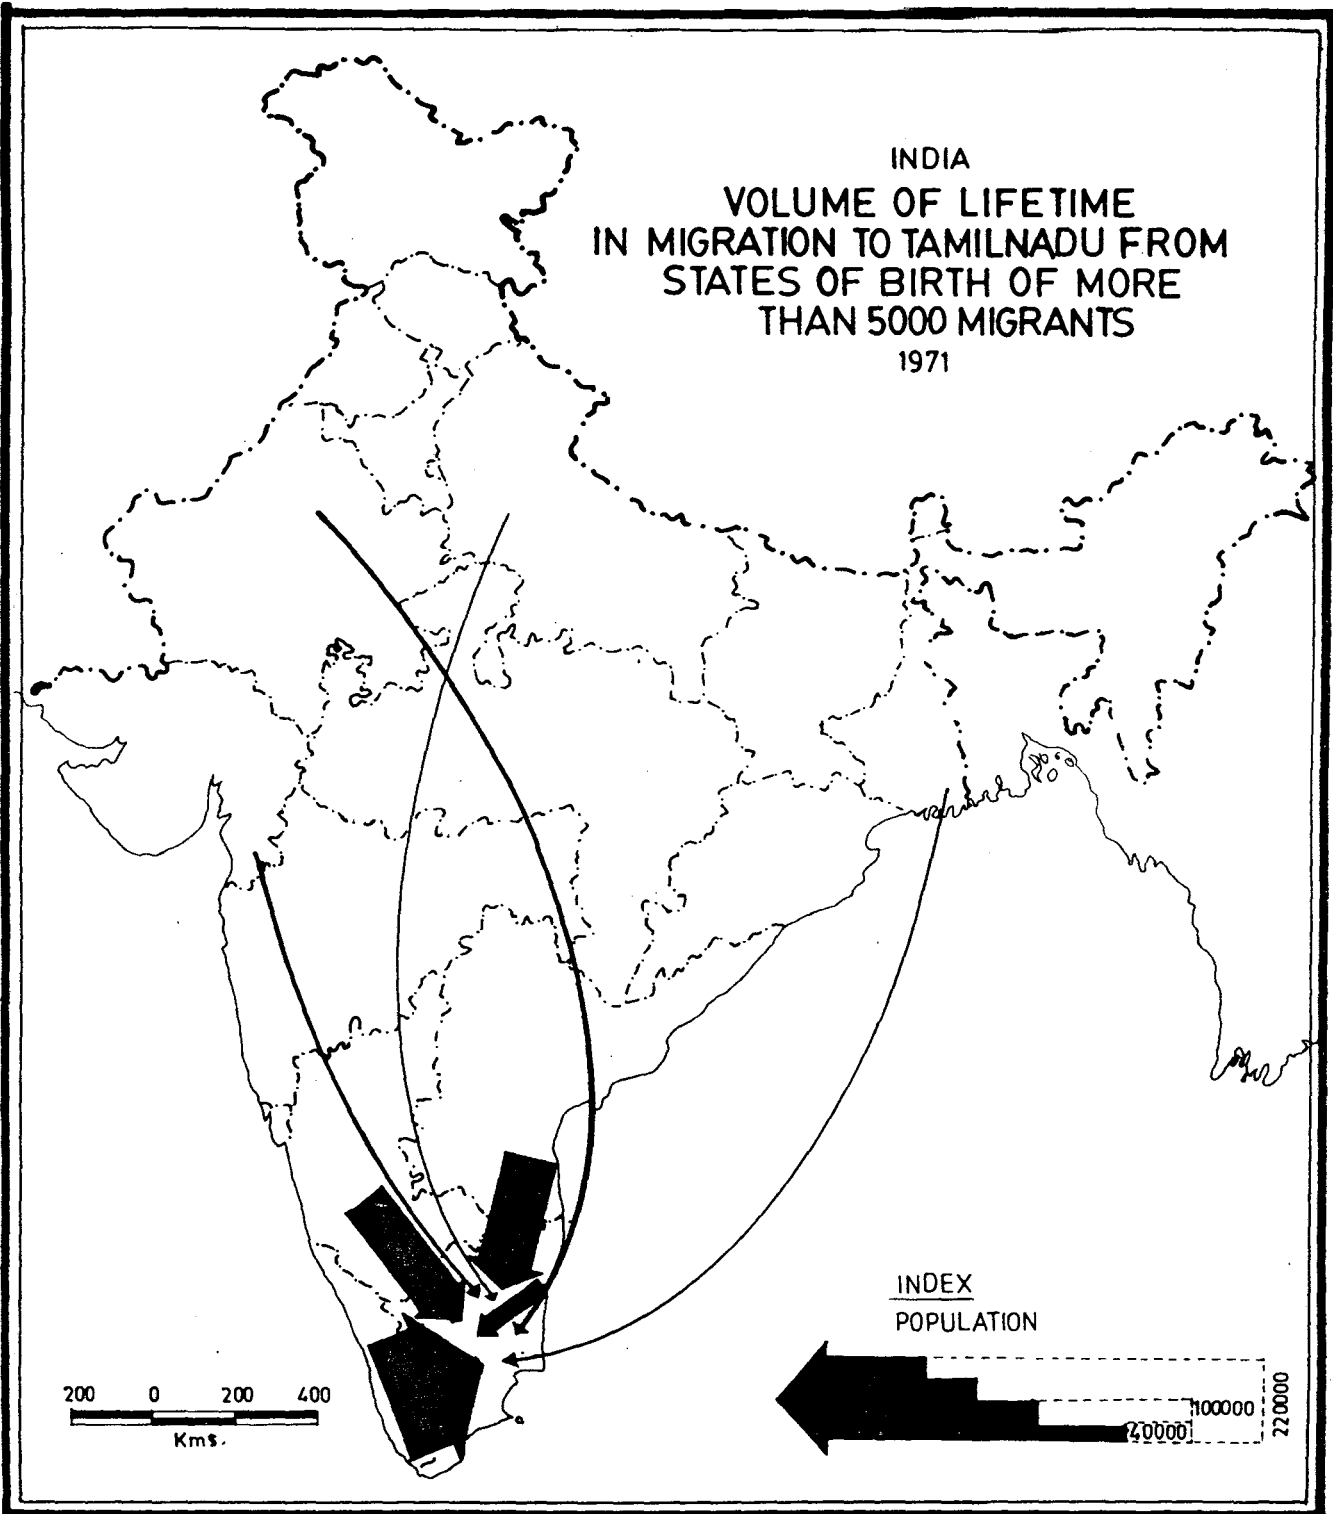 INDIA
VOLUME OF LIFETIME
IN MIGRATION TO TAMILNADU FROM
STATES OF BIRTH OF MORE
THAN 5000 MIGRANTS
1971
INDEX
POPULATION
220000
100000
40000
200 0 200 400
Kms.